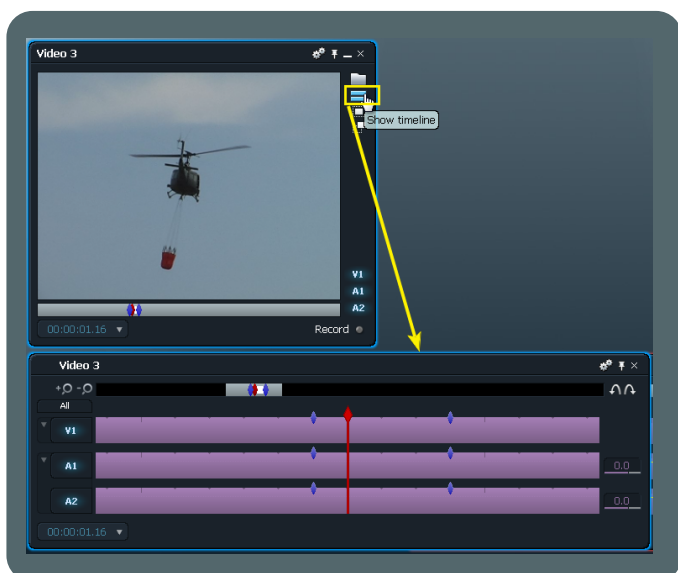 Video 3
Show timeline
V1
A1
A2
00:00:01.16
Record
Video 3
All
V1
A1
0.0
A2
0.0
00:00:01.16